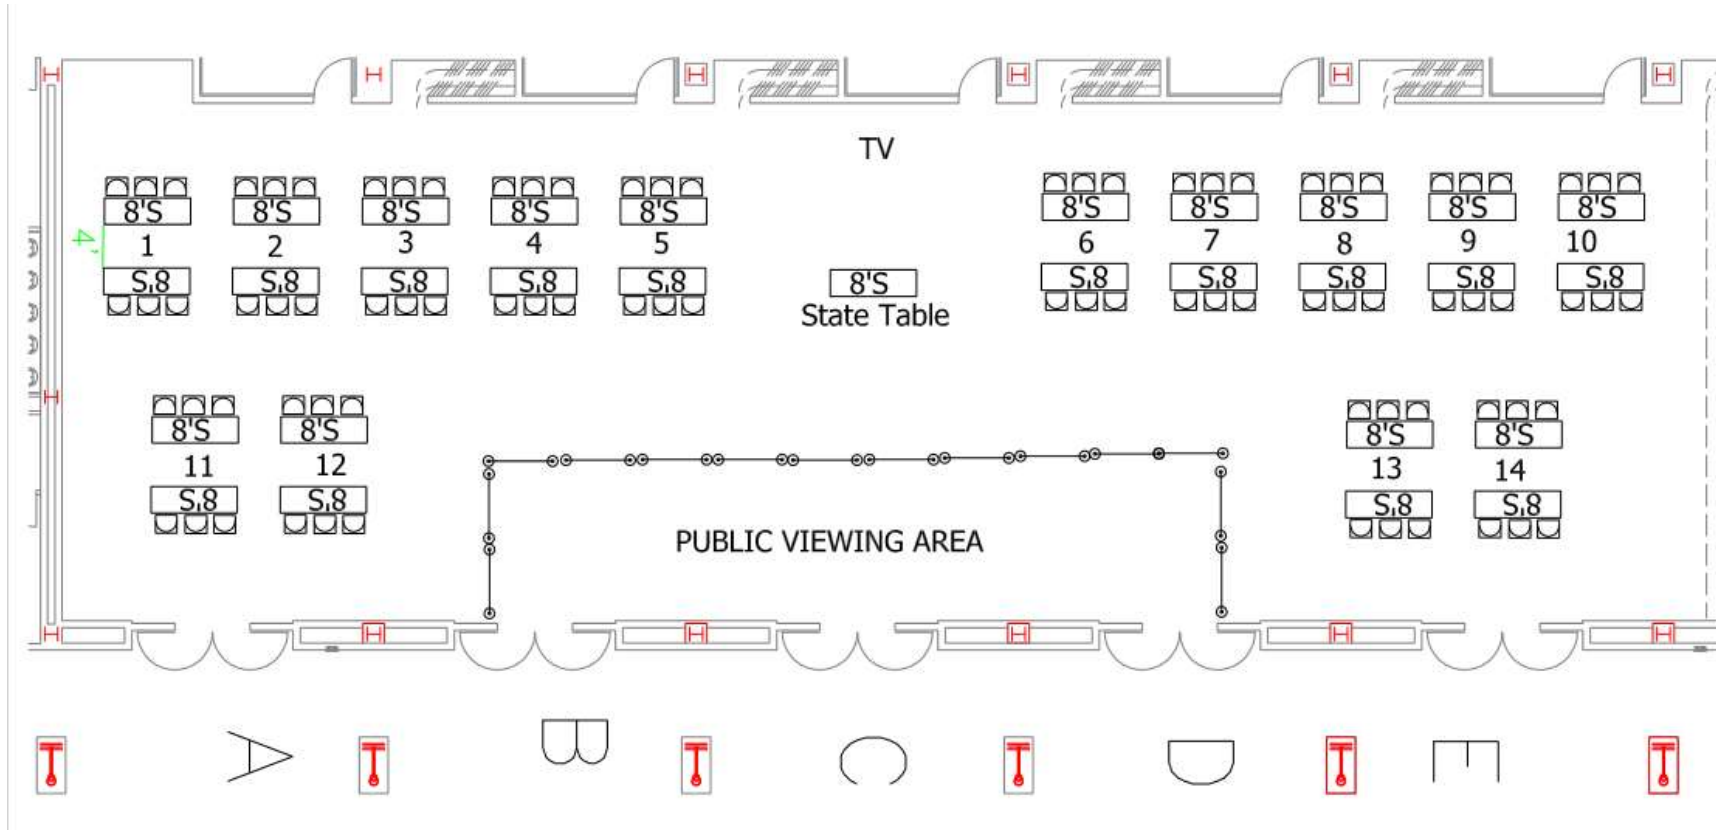 TV
8'S 8'S 8'S 8'S 8'S 8'S 8'S 8'S 8'S 8'S
4' 1 2 3 4 5 6 7 8 9 10
8'S 8'S 8'S 8'S 8'S 8'S 8'S 8'S 8'S 8'S
8'S
State Table
8'S 8'S 8'S 8'S
11 12 13 14
8'S 8'S 8'S 8'S
PUBLIC VIEWING AREA
A B C D E